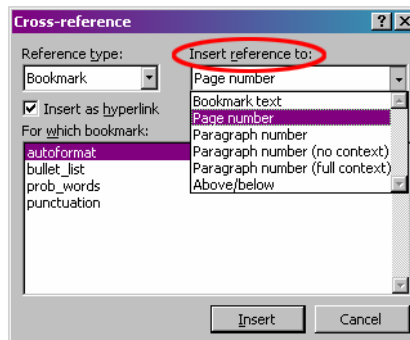 Cross-reference
Reference type:
Insert reference to:
Bookmark
Page number
Insert as hyperlink
Bookmark text
Page number
Paragraph number
Paragraph number (no context)
Paragraph number (full context)
Above/below
For which bookmark:
autoformat
bullet_list
prob_words
punctuation
Insert
Cancel